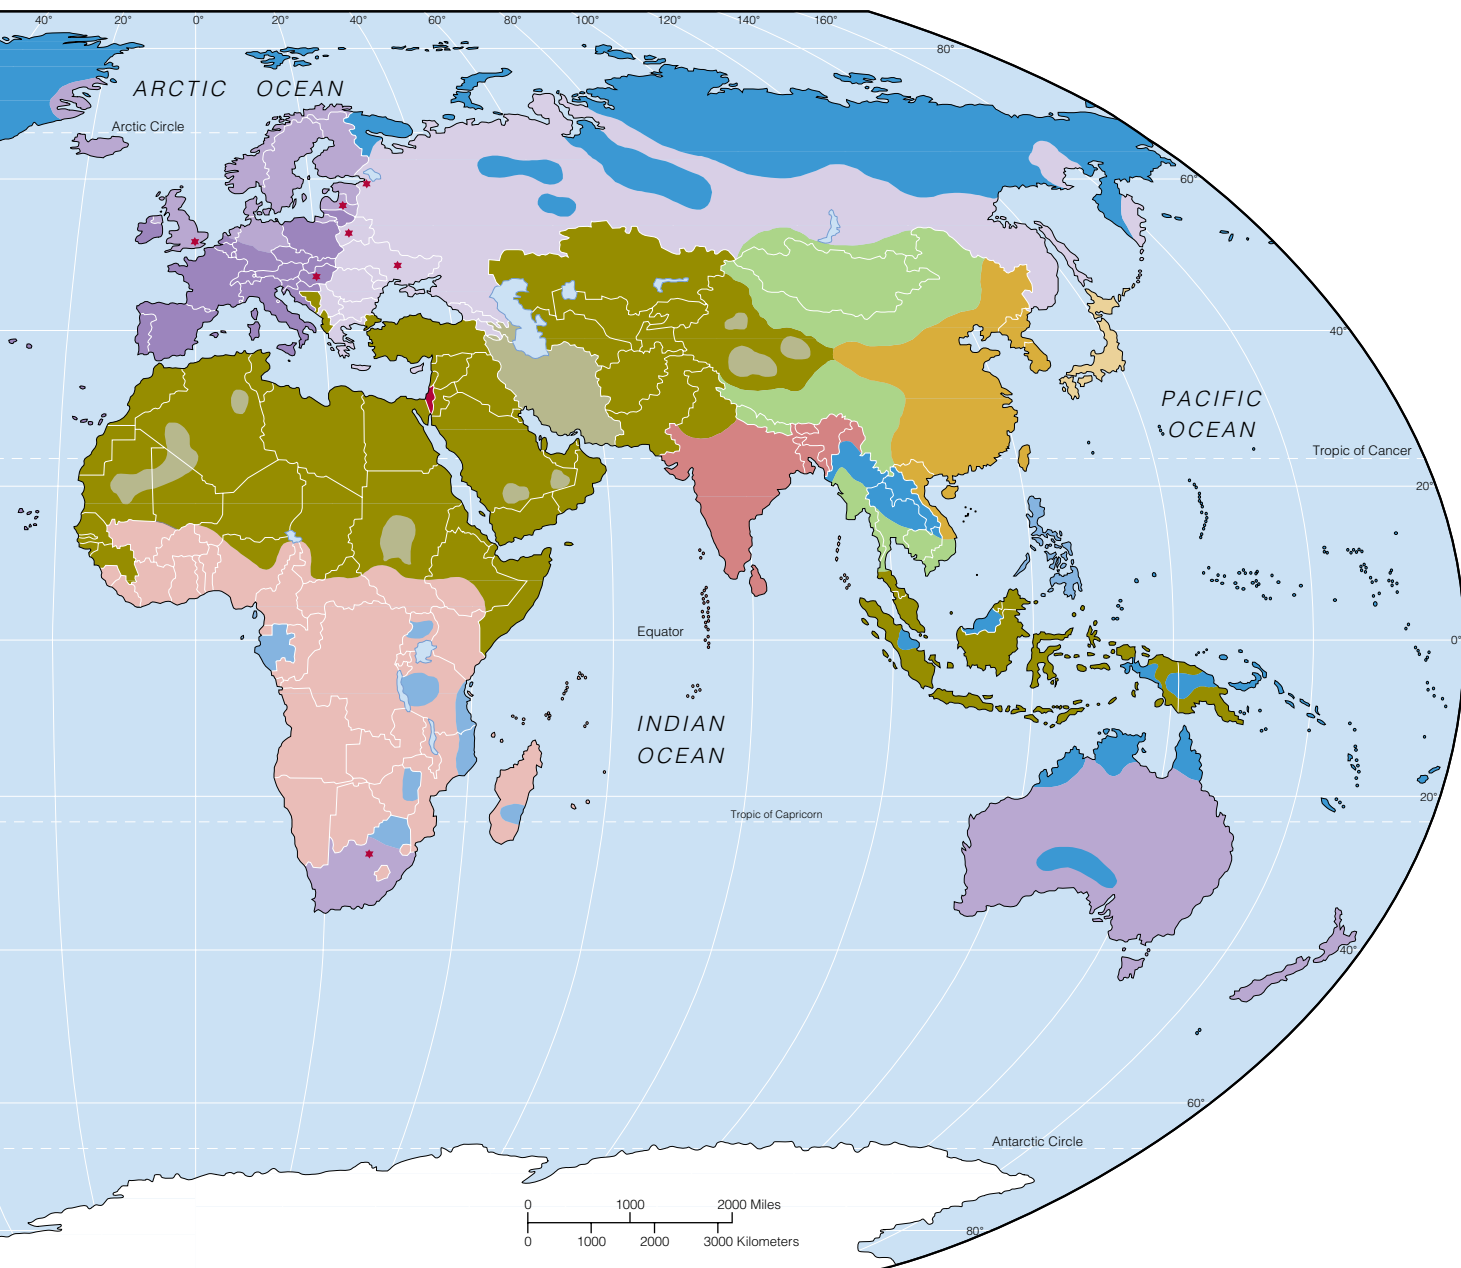 40° 20° 0° 20° 40° 60° 80° 100° 120° 140° 160°
80°
ARCTIC OCEAN
Arctic Circle
60°
40°
PACIFIC
OCEAN
Tropic of Cancer
20°
Equator
0°
INDIAN
OCEAN
20°
Tropic of Capricorn
40°
60°
Antarctic Circle
0 1000 2000 Miles
0 1000 2000 3000 Kilometers
80°